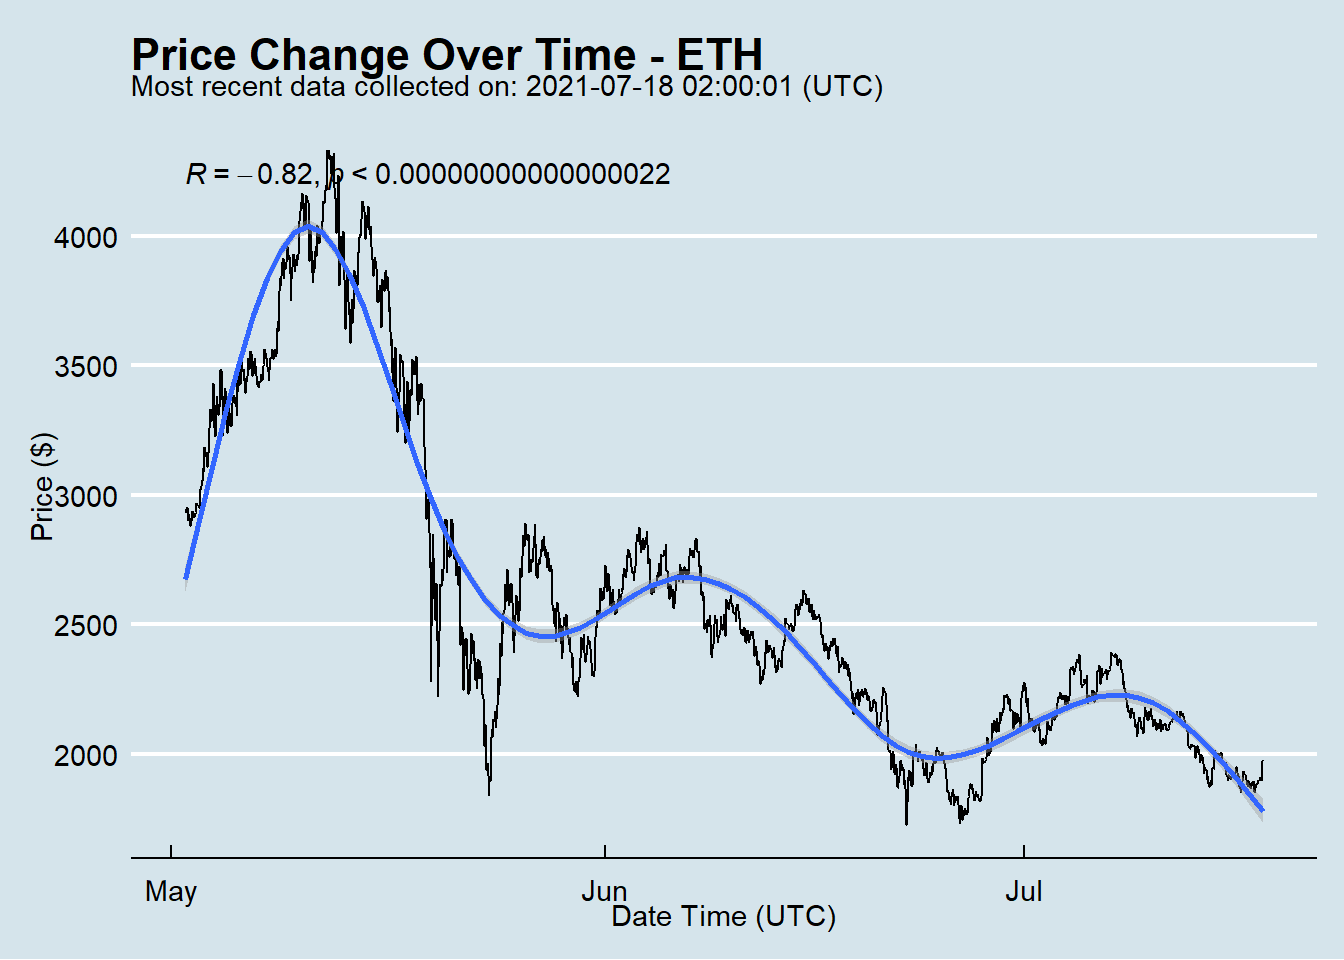 Price Change Over Time - ETH
Most recent data collected on: 2021-07-18 02:00:01 (UTC)
R = −0.82, p < 0.00000000000000022
4000
3500
3000
2500
2000
Price ($)
May
Jun
Jul
Date Time (UTC)